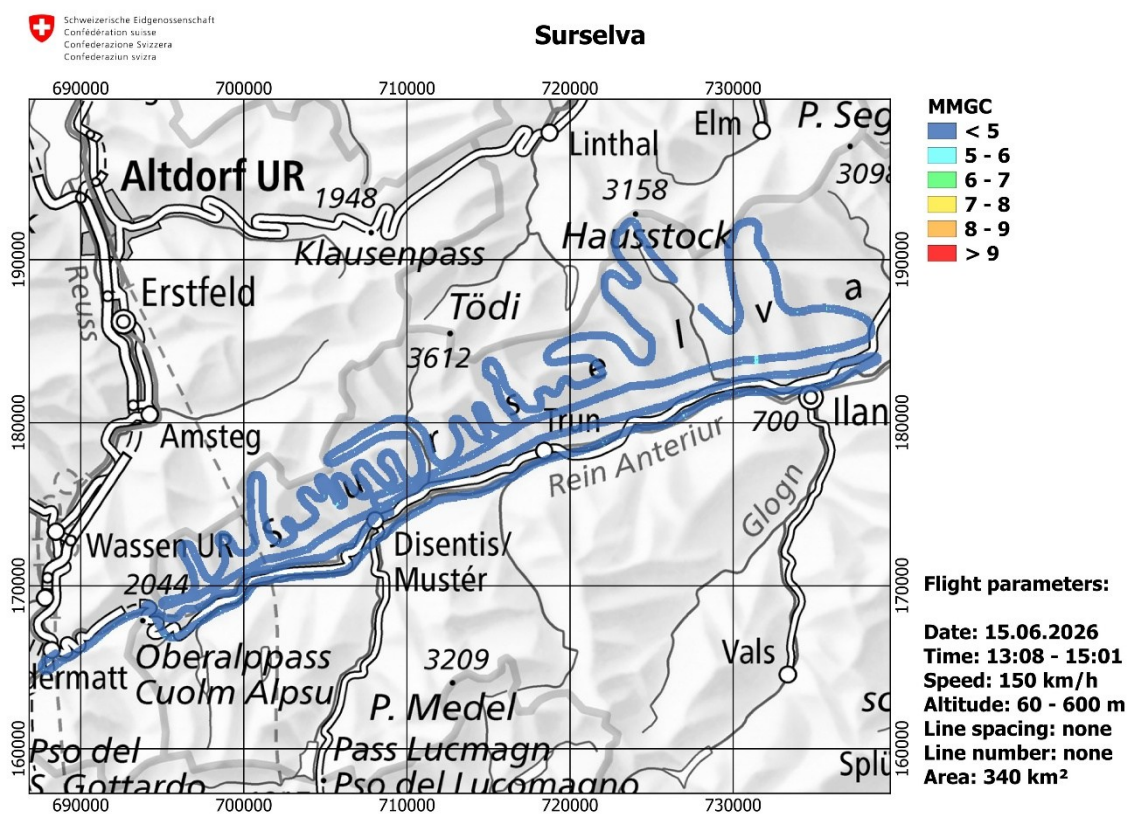 Schweizerische Eidgenossenschaft
Confédération suisse
Confederazione Svizzera
Confederaziun svizra
Surselva
690000 700000 710000 720000 730000
MMGC
< 5
5 - 6
6 - 7
7 - 8
8 - 9
> 9
Elm
P. Seg
Linthal
Altdorf UR
1948
3158
3098
Klausenpass
Hausstock
190000
190000
Reuss
Erstfeld
Tödi
3612
S u r s e l v a
180000
180000
Amsteg
Trun
700
Ilan
Rein Anteriur
Glogn
Wassen UR
Disentis/
Mustér
2044
170000
170000
Oberalppass
Cuolm Alpsu
dermatt
3209
P. Medel
Vals
Pso del
S. Gottardo
Pass Lucmagn
Pso del Lucomagno
Splü
160000
160000
690000 700000 710000 720000 730000
Flight parameters:
Date: 15.06.2026
Time: 13:08 - 15:01
Speed: 150 km/h
Altitude: 60 - 600 m
Line spacing: none
Line number: none
Area: 340 km²